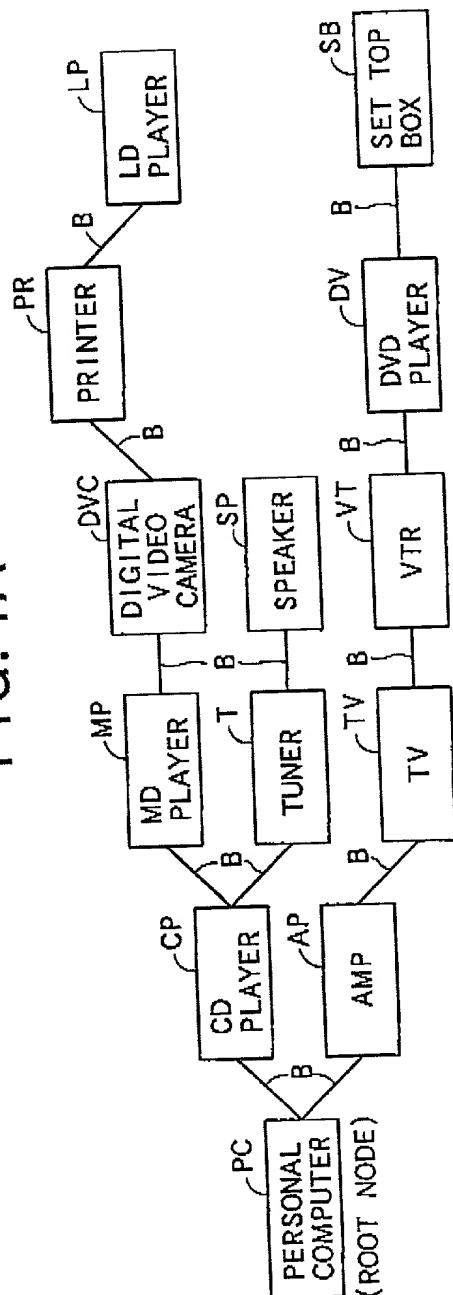 FIG. 1A
PC
PERSONAL
COMPUTER
(ROOT NODE)
B
CP
CD
PLAYER
AP
AMP
B
B
MP
MD
PLAYER
T
TUNER
TV
TV
B
B
DVC
DIGITAL
VIDEO
CAMERA
SP
SPEAKER
VT
VTR
B
B
PR
PRINTER
DV
DVD
PLAYER
B
B
LP
LD
PLAYER
SB
SET TOP
BOX